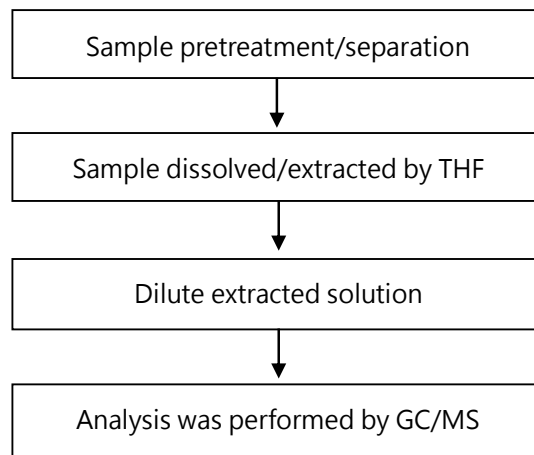 Sample pretreatment/separation
Sample dissolved/extracted by THF
Dilute extracted solution
Analysis was performed by GC/MS